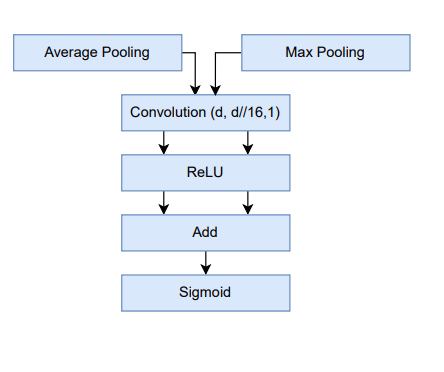 Average Pooling
Max Pooling
Convolution (d, d//16,1)
ReLU
Add
Sigmoid